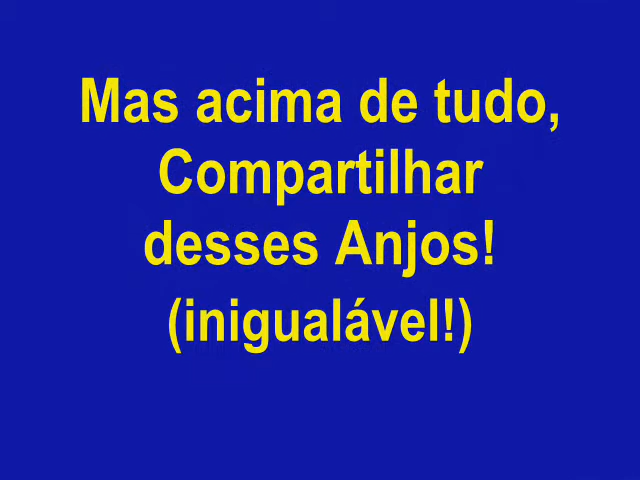 Mas acima de tudo,
Compartilhar
desses Anjos!
(inigualável!)